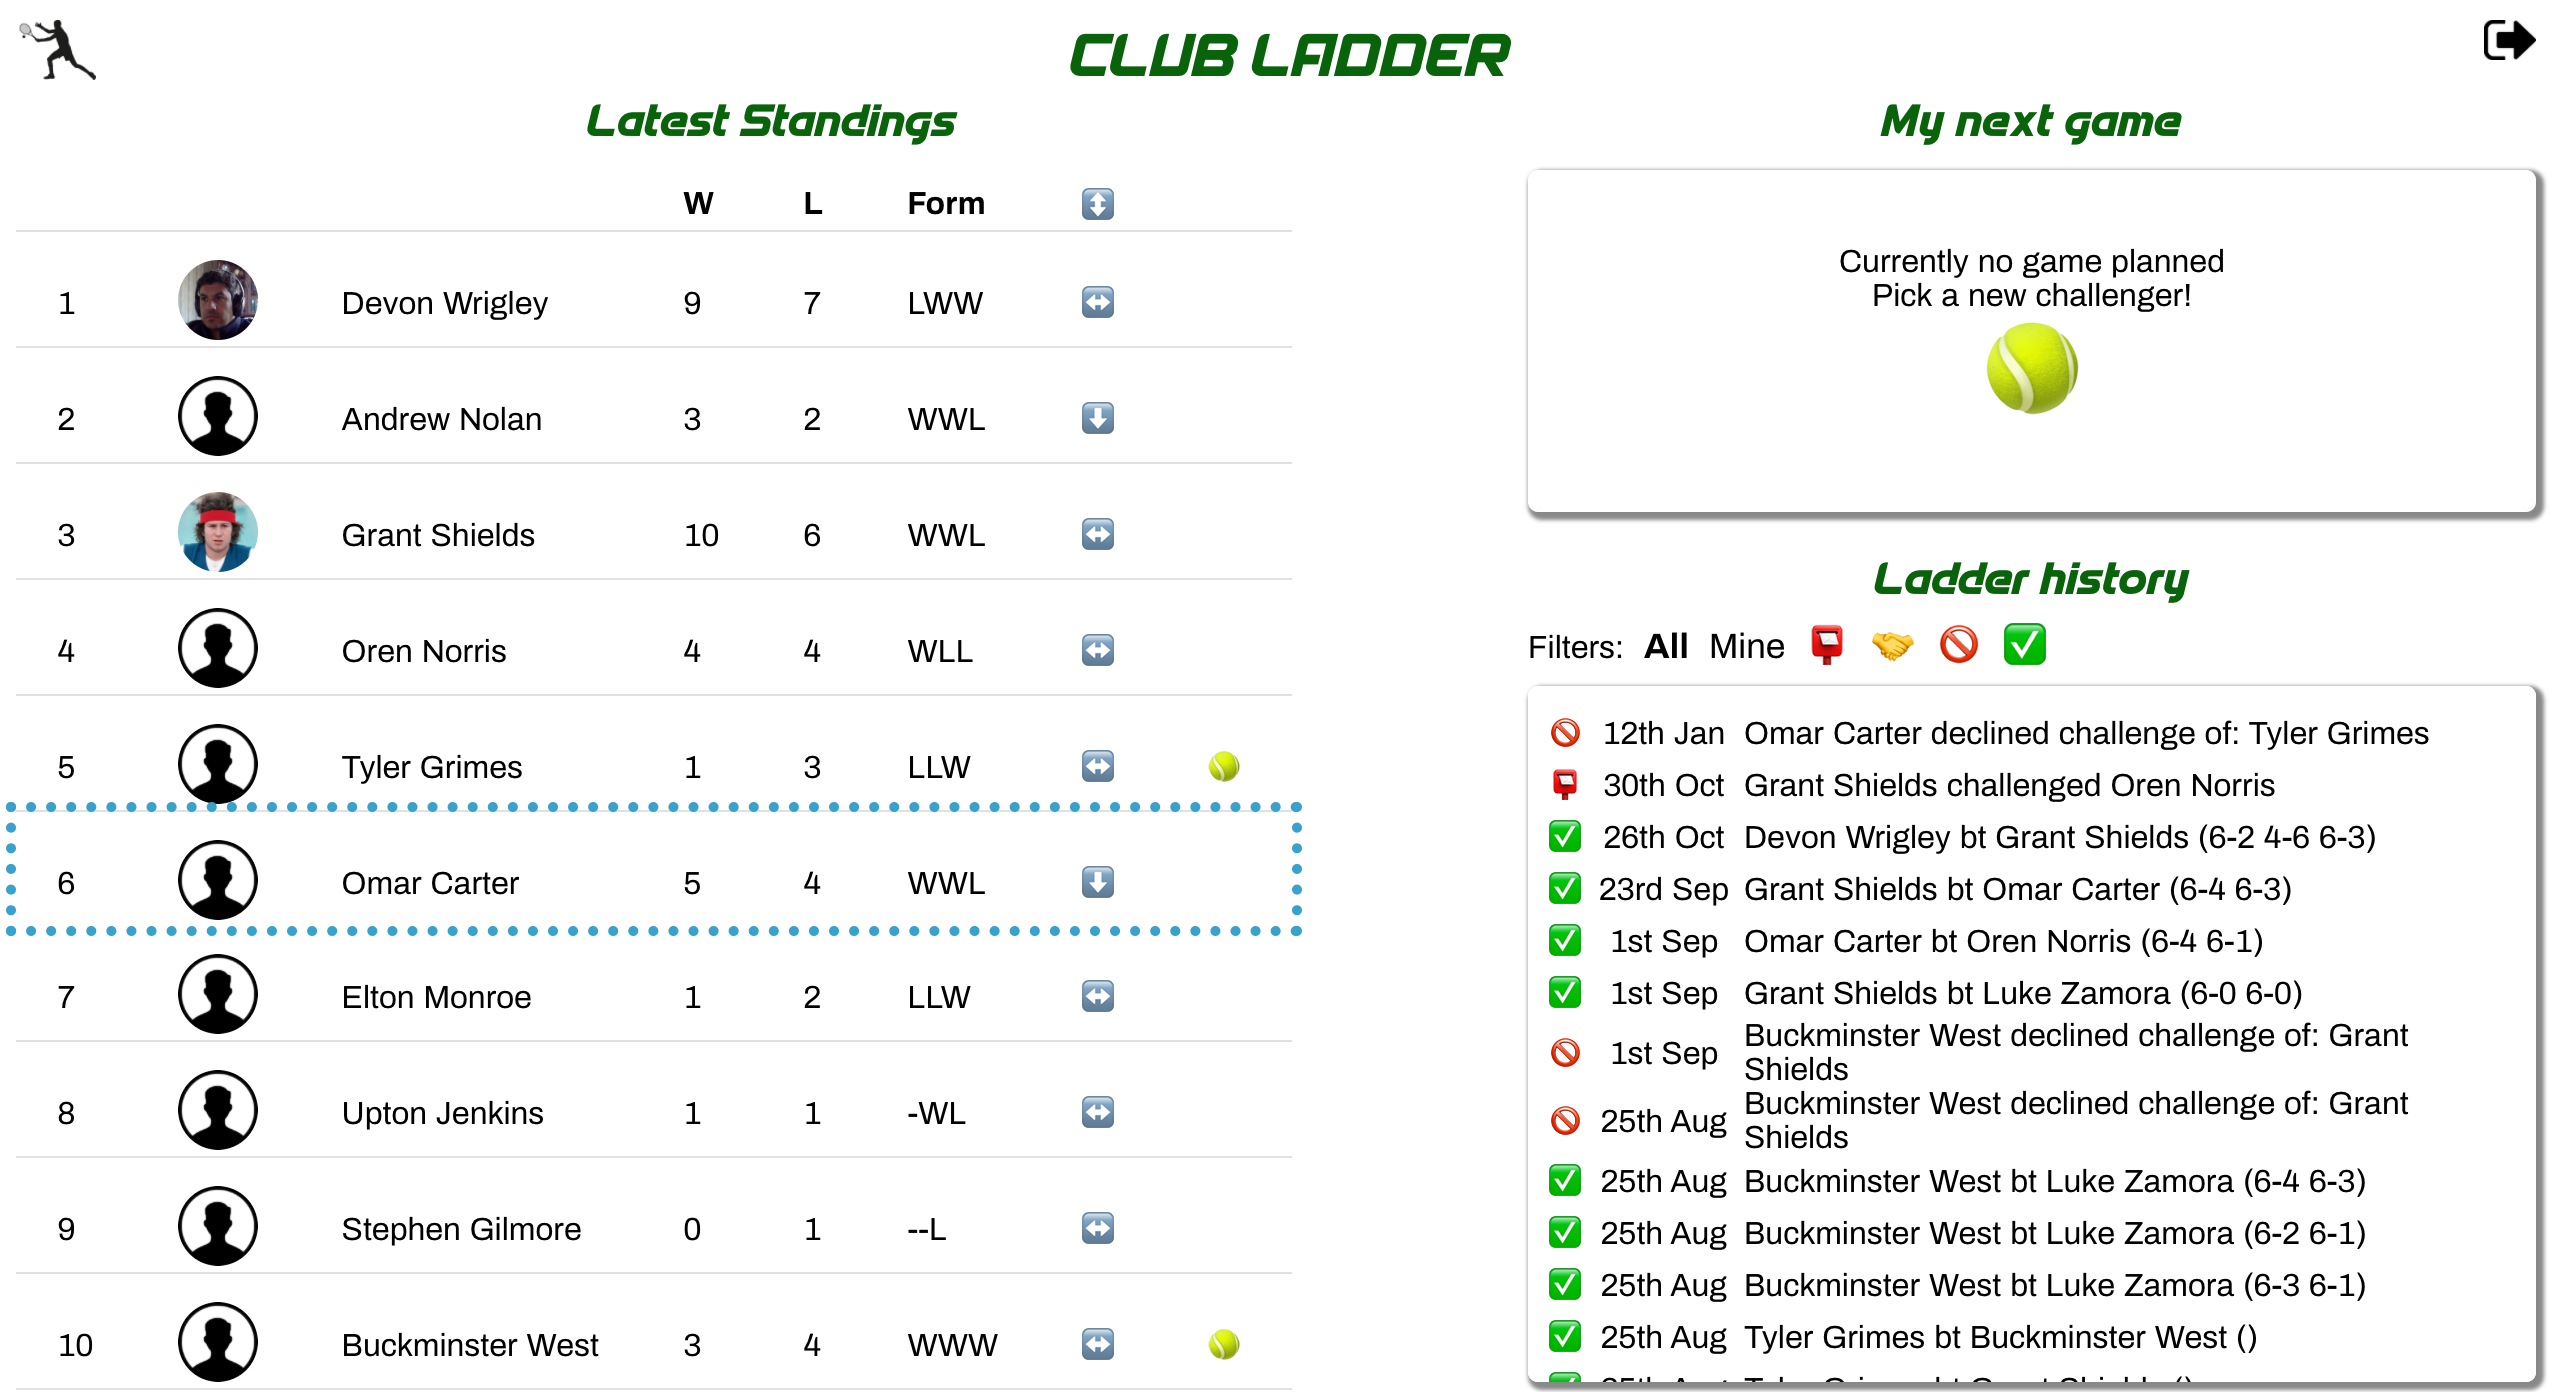 CLUB LADDER
Latest Standings
W L Form
1 Devon Wrigley 9 7 LWW
2 Andrew Nolan 3 2 WWL
3 Grant Shields 10 6 WWL
4 Oren Norris 4 4 WLL
5 Tyler Grimes 1 3 LLW
6 Omar Carter 5 4 WWL
7 Elton Monroe 1 2 LLW
8 Upton Jenkins 1 1 -WL
9 Stephen Gilmore 0 1 --L
10 Buckminster West 3 4 WWW
My next game
Currently no game planned
Pick a new challenger!
Ladder history
Filters: All Mine
12th Jan Omar Carter declined challenge of: Tyler Grimes
30th Oct Grant Shields challenged Oren Norris
26th Oct Devon Wrigley bt Grant Shields (6-2 4-6 6-3)
23rd Sep Grant Shields bt Omar Carter (6-4 6-3)
1st Sep Omar Carter bt Oren Norris (6-4 6-1)
1st Sep Grant Shields bt Luke Zamora (6-0 6-0)
1st Sep Buckminster West declined challenge of: Grant
Shields
25th Aug Buckminster West declined challenge of: Grant
Shields
25th Aug Buckminster West bt Luke Zamora (6-4 6-3)
25th Aug Buckminster West bt Luke Zamora (6-2 6-1)
25th Aug Buckminster West bt Luke Zamora (6-3 6-1)
25th Aug Tyler Grimes bt Buckminster West ()